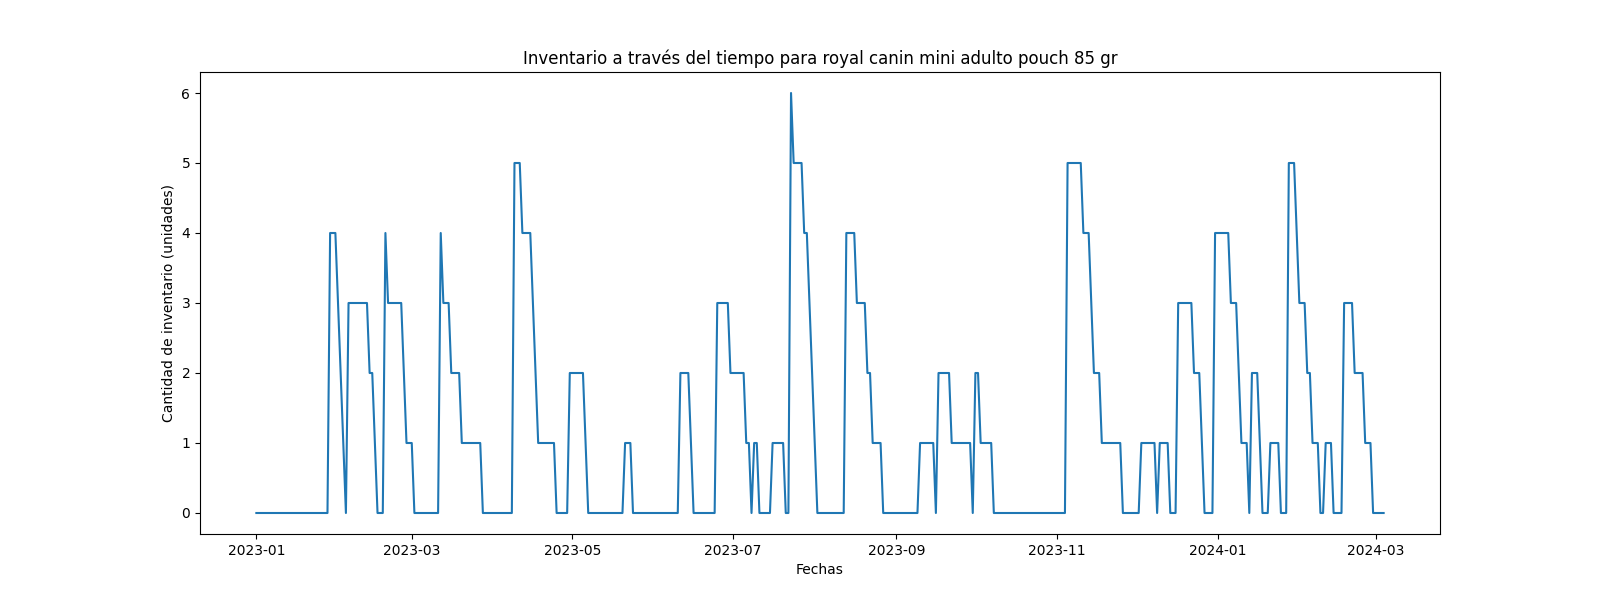 Inventario a través del tiempo para royal canin mini adulto pouch 85 gr
Cantidad de inventario (unidades)
6
5
4
3
2
1
0
2023-01 2023-03 2023-05 2023-07 2023-09 2023-11 2024-01 2024-03
Fechas